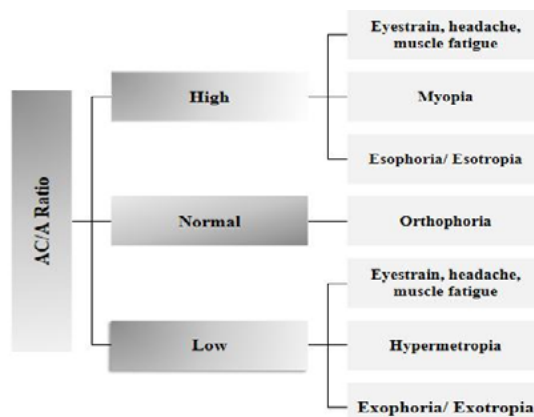 AC/A Ratio
High
Eyestrain, headache,
muscle fatigue
Myopia
Esophoria/ Esotropia
Normal
Orthophoria
Low
Eyestrain, headache,
muscle fatigue
Hypermetropia
Exophoria/ Exotropia